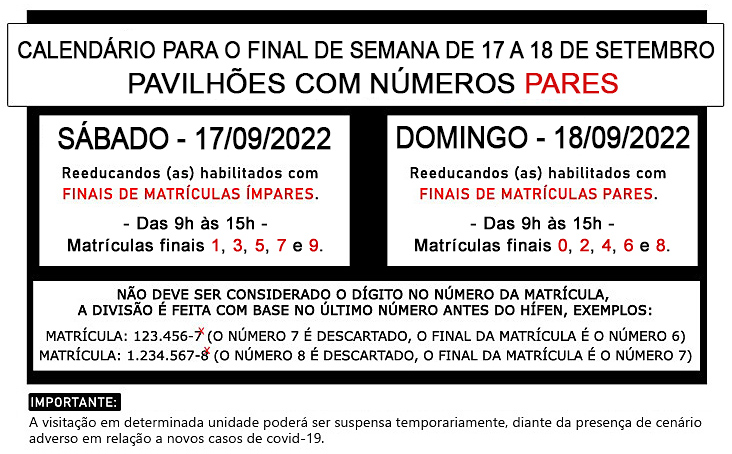 CALENDÁRIO PARA O FINAL DE SEMANA DE 17 A 18 DE SETEMBRO
PAVILHÕES COM NÚMEROS PARES
SÁBADO - 17/09/2022
Reeducandos (as) habilitados com
FINAIS DE MATRÍCULAS ÍMPARES.
- Das 9h às 15h -
Matrículas finais 1, 3, 5, 7 e 9.
DOMINGO - 18/09/2022
Reeducandos (as) habilitados com
FINAIS DE MATRÍCULAS PARES.
- Das 9h às 15h -
Matrículas finais 0, 2, 4, 6 e 8.
NÃO DEVE SER CONSIDERADO O DÍGITO NO NÚMERO DA MATRÍCULA,
A DIVISÃO É FEITA COM BASE NO ÚLTIMO NÚMERO ANTES DO HÍFEN, EXEMPLOS:
MATRÍCULA: 123.456-7x (O NÚMERO 7 É DESCARTADO, O FINAL DA MATRÍCULA É O NÚMERO 6)
MATRÍCULA: 1.234.567-8x (O NÚMERO 8 É DESCARTADO, O FINAL DA MATRÍCULA É O NÚMERO 7)
IMPORTANTE:
A visitação em determinada unidade poderá ser suspensa temporariamente, diante da presença de cenário
adverso em relação a novos casos de covid-19.